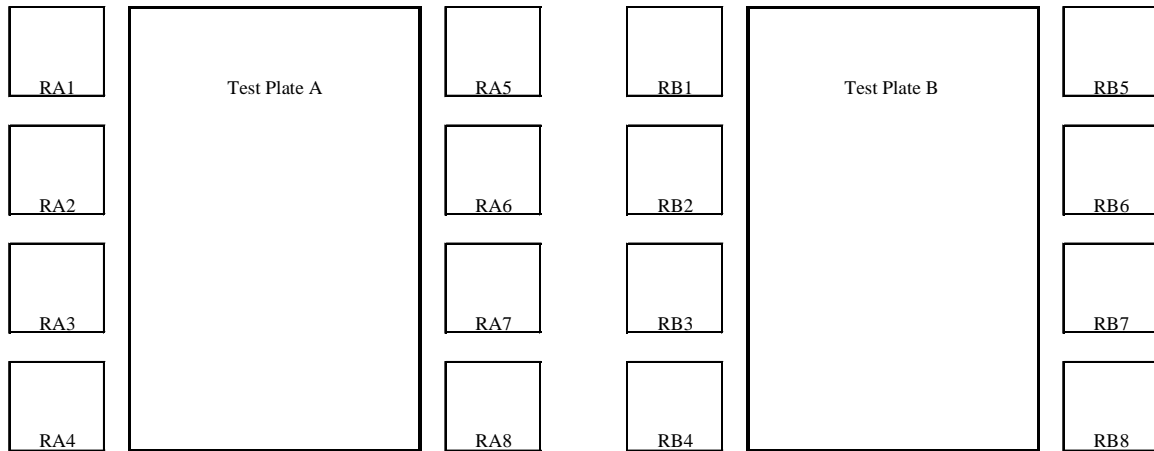 RA1 Test Plate A RA5 RB1 Test Plate B RB5
RA2 RA6 RB2 RB6
RA3 RA7 RB3 RB7
RA4 RA8 RB4 RB8